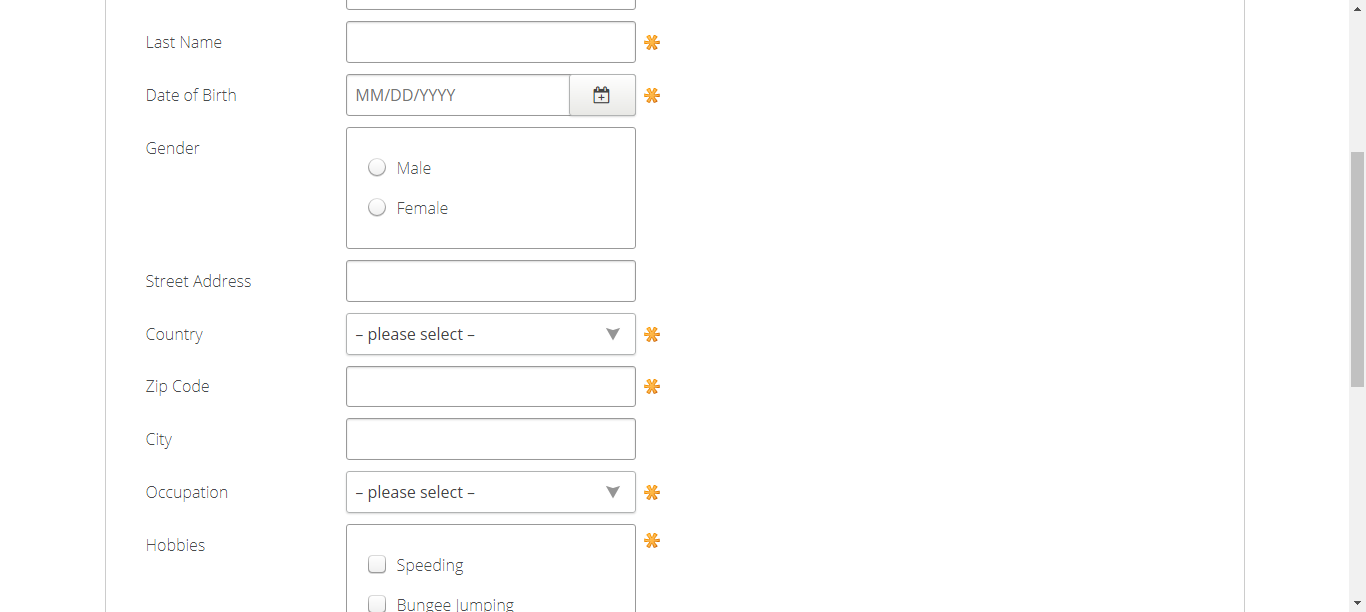 Last Name
Date of Birth MM/DD/YYYY
Gender
Male
Female
Street Address
Country – please select –
Zip Code
City
Occupation – please select –
Hobbies
Speeding
Bungee Jumping